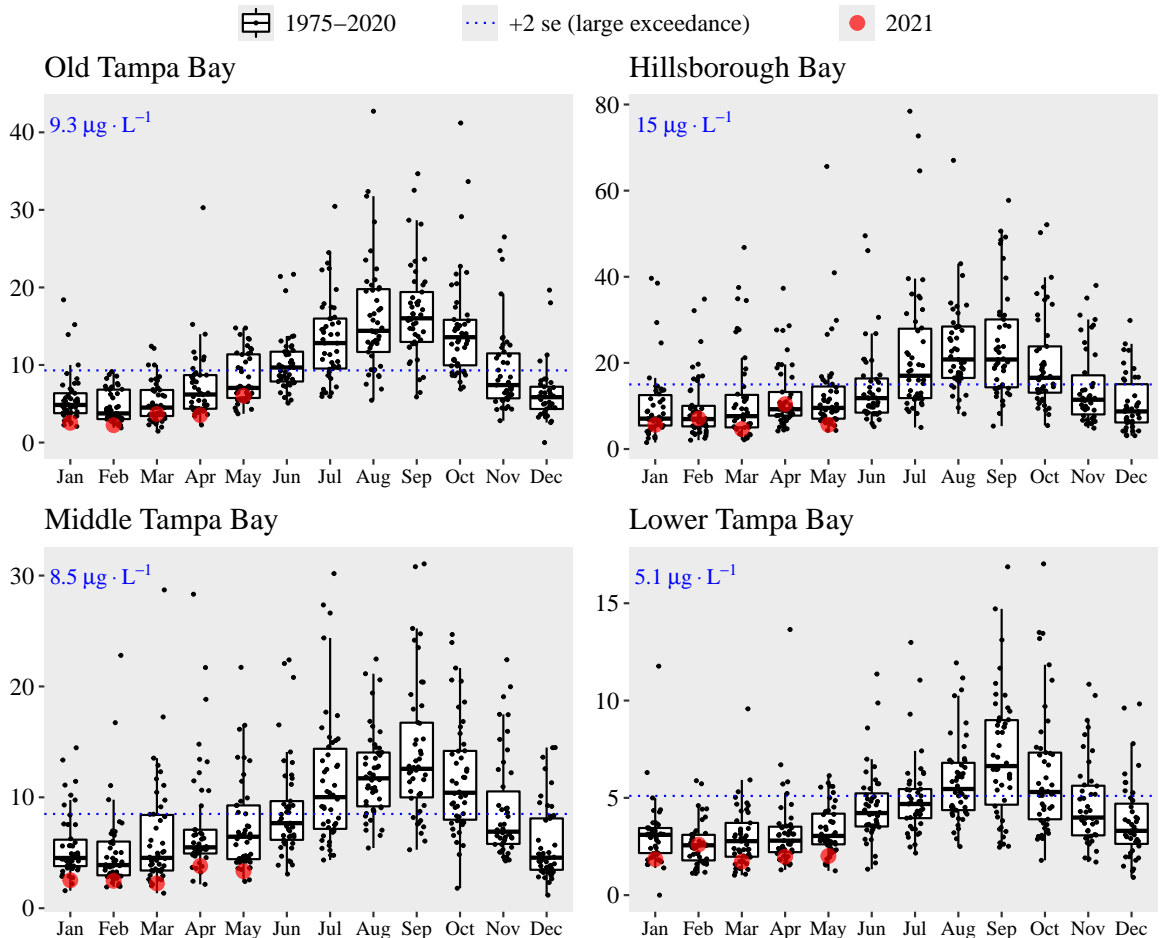 1975–2020 +2 se (large exceedance) 2021
Old Tampa Bay
9.3 μg · L⁻¹
40
30
20
10
0
Jan Feb Mar Apr May Jun Jul Aug Sep Oct Nov Dec
Hillsborough Bay
15 μg · L⁻¹
80
60
40
20
0
Jan Feb Mar Apr May Jun Jul Aug Sep Oct Nov Dec
Middle Tampa Bay
8.5 μg · L⁻¹
30
20
10
0
Jan Feb Mar Apr May Jun Jul Aug Sep Oct Nov Dec
Lower Tampa Bay
5.1 μg · L⁻¹
15
10
5
0
Jan Feb Mar Apr May Jun Jul Aug Sep Oct Nov Dec